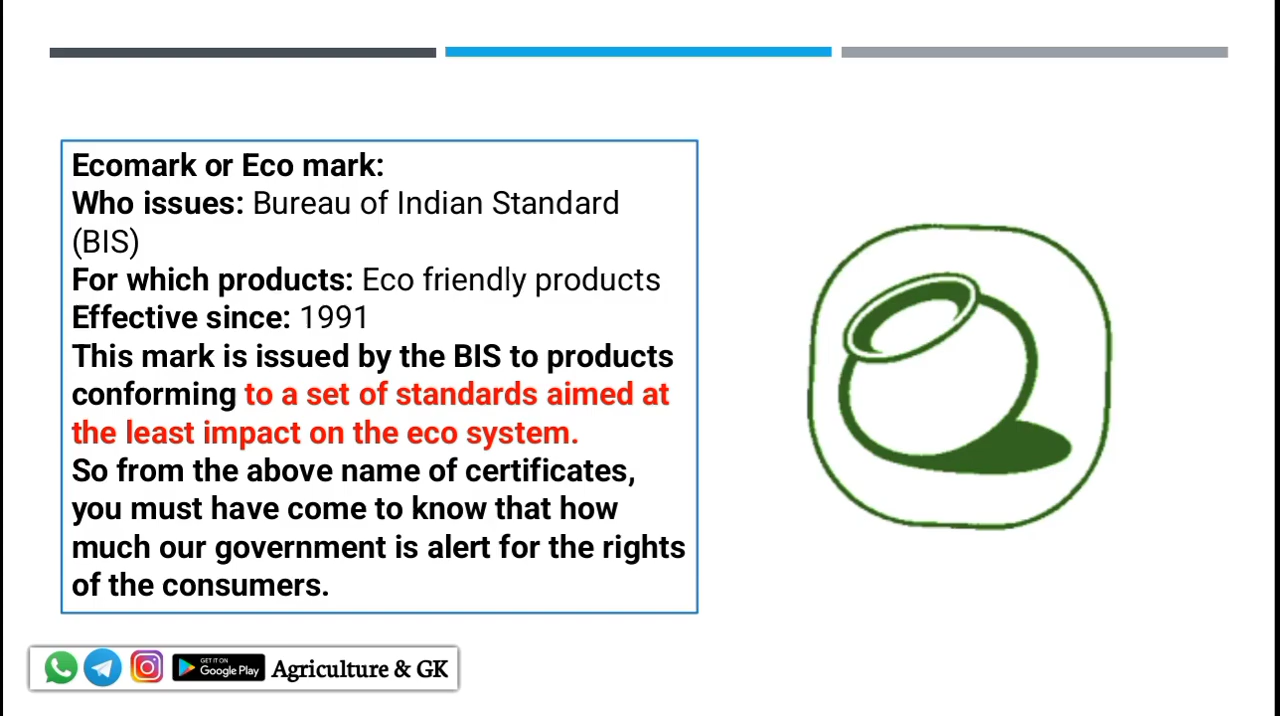 Ecomark or Eco mark:
Who issues: Bureau of Indian Standard
(BIS)
For which products: Eco friendly products
Effective since: 1991
This mark is issued by the BIS to products
conforming to a set of standards aimed at
the least impact on the eco system.
So from the above name of certificates,
you must have come to know that how
much our government is alert for the rights
of the consumers.
GET IT ON
Google Play
Agriculture & GK